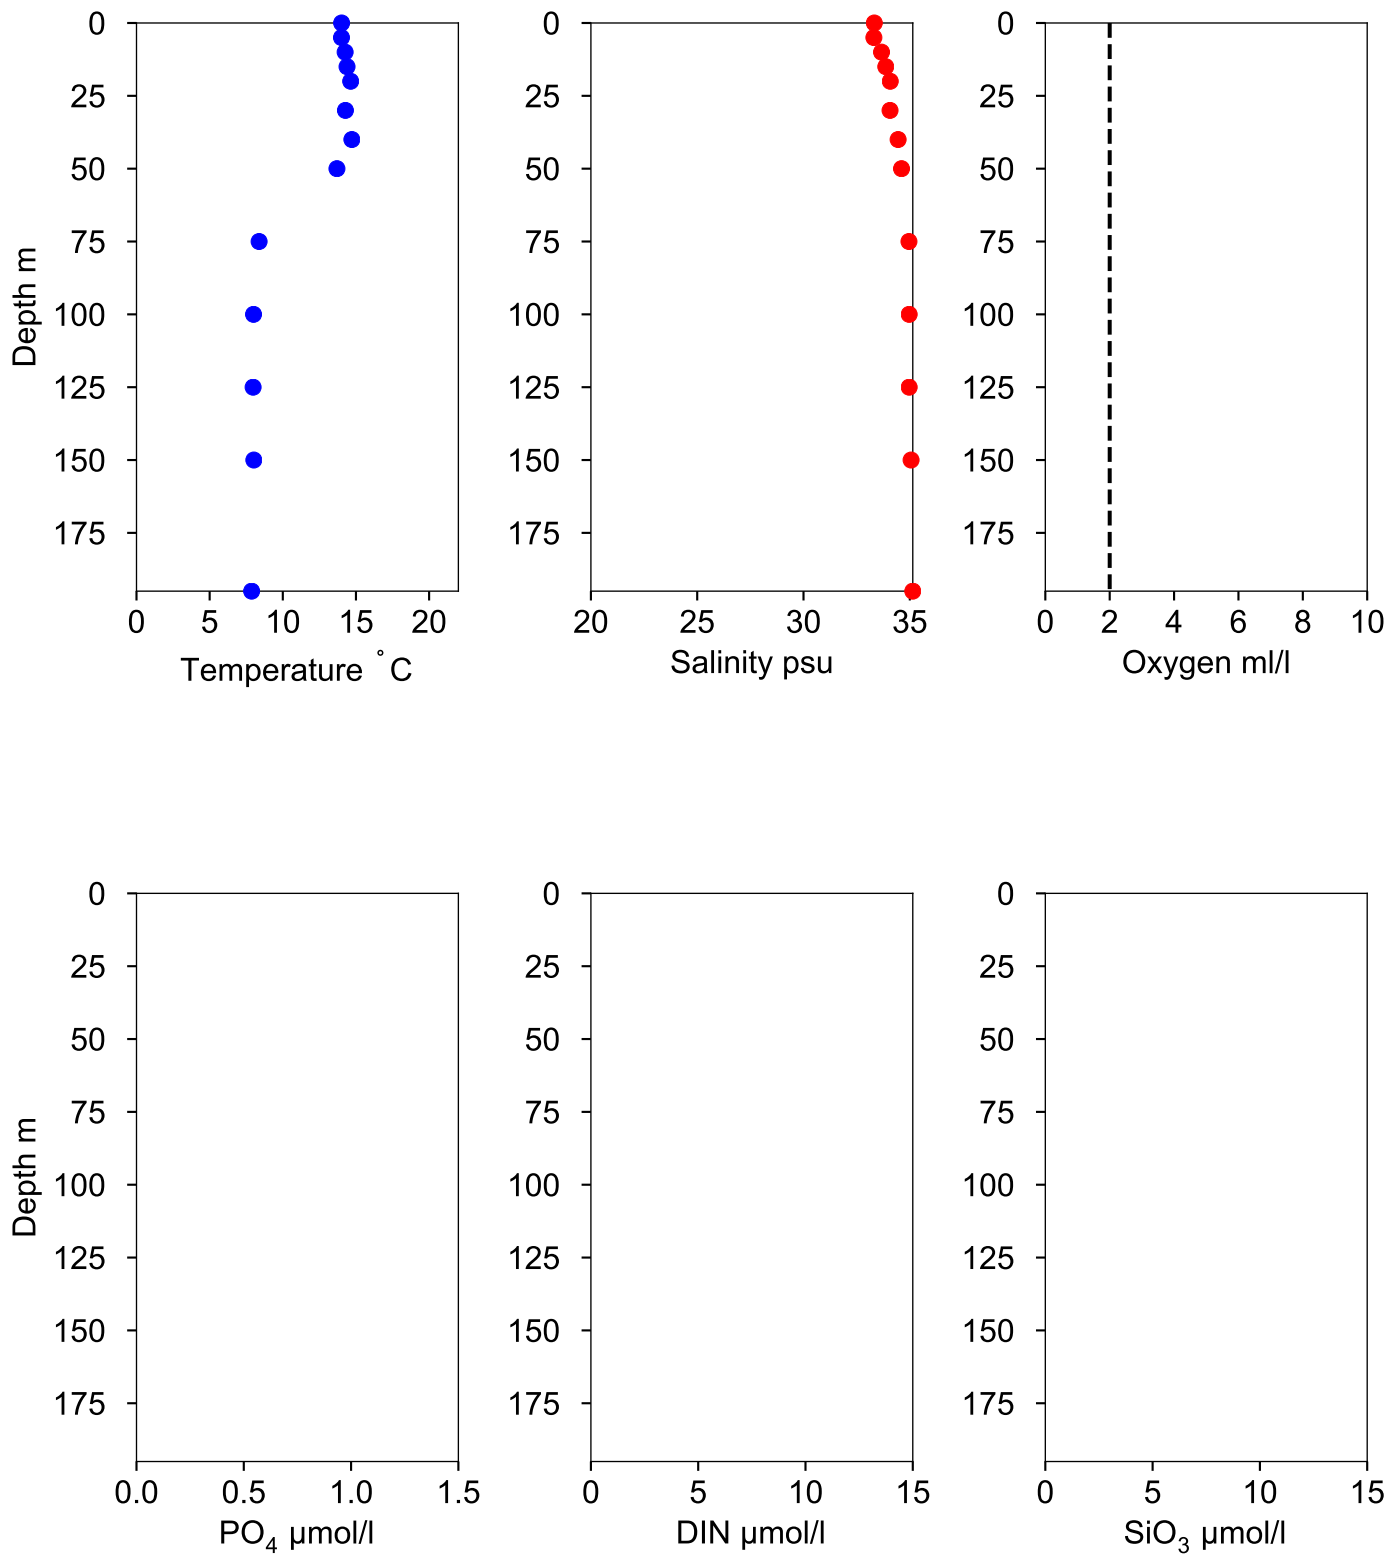 0 0 0
25 25 25
50 50 50
75 75 75
100 100 100
125 125 125
150 150 150
175 175 175
Depth m
0 5 10 15 20 20 25 30 35 0 2 4 6 8 10
Temperature ˚C Salinity psu Oxygen ml/l
0 0 0
25 25 25
50 50 50
75 75 75
100 100 100
125 125 125
150 150 150
175 175 175
Depth m
0.0 0.5 1.0 1.5 0 5 10 15 0 5 10 15
PO₄ µmol/l DIN µmol/l SiO₃ µmol/l